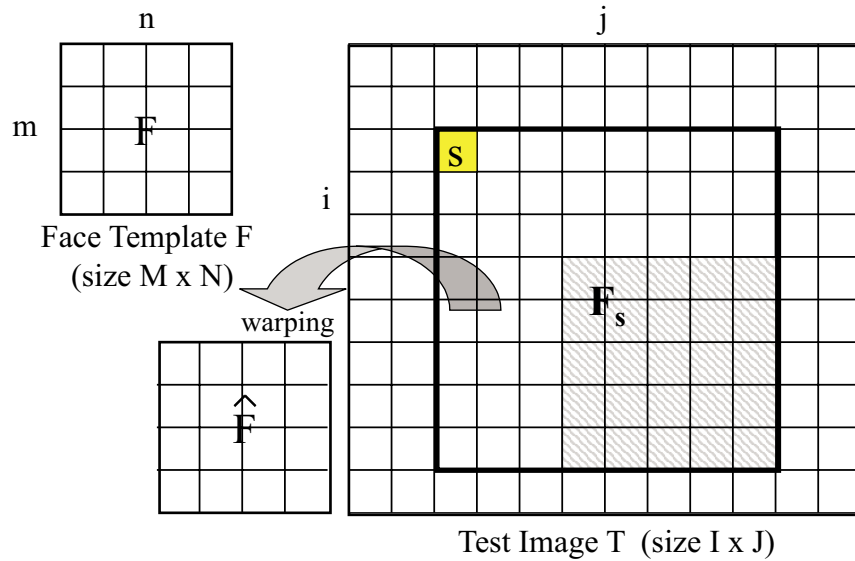 n
j
m
F
S
i
Face Template F
(size M x N)
F_s
warping
F̂
Test Image T (size I x J)